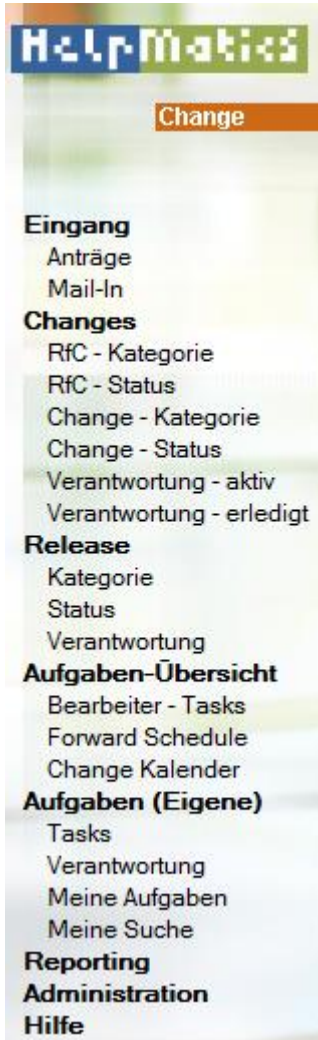 HelpMatics
Change
Eingang
Anträge
Mail-In
Changes
RfC - Kategorie
RfC - Status
Change - Kategorie
Change - Status
Verantwortung - aktiv
Verantwortung - erledigt
Release
Kategorie
Status
Verantwortung
Aufgaben-Übersicht
Bearbeiter - Tasks
Forward Schedule
Change Kalender
Aufgaben (Eigene)
Tasks
Verantwortung
Meine Aufgaben
Meine Suche
Reporting
Administration
Hilfe